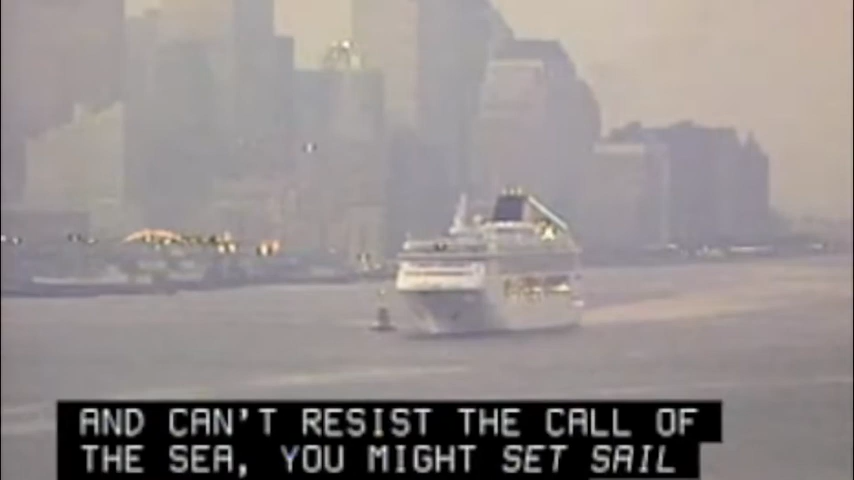 AND CAN'T RESIST THE CALL OF
THE SEA, YOU MIGHT SET SAIL